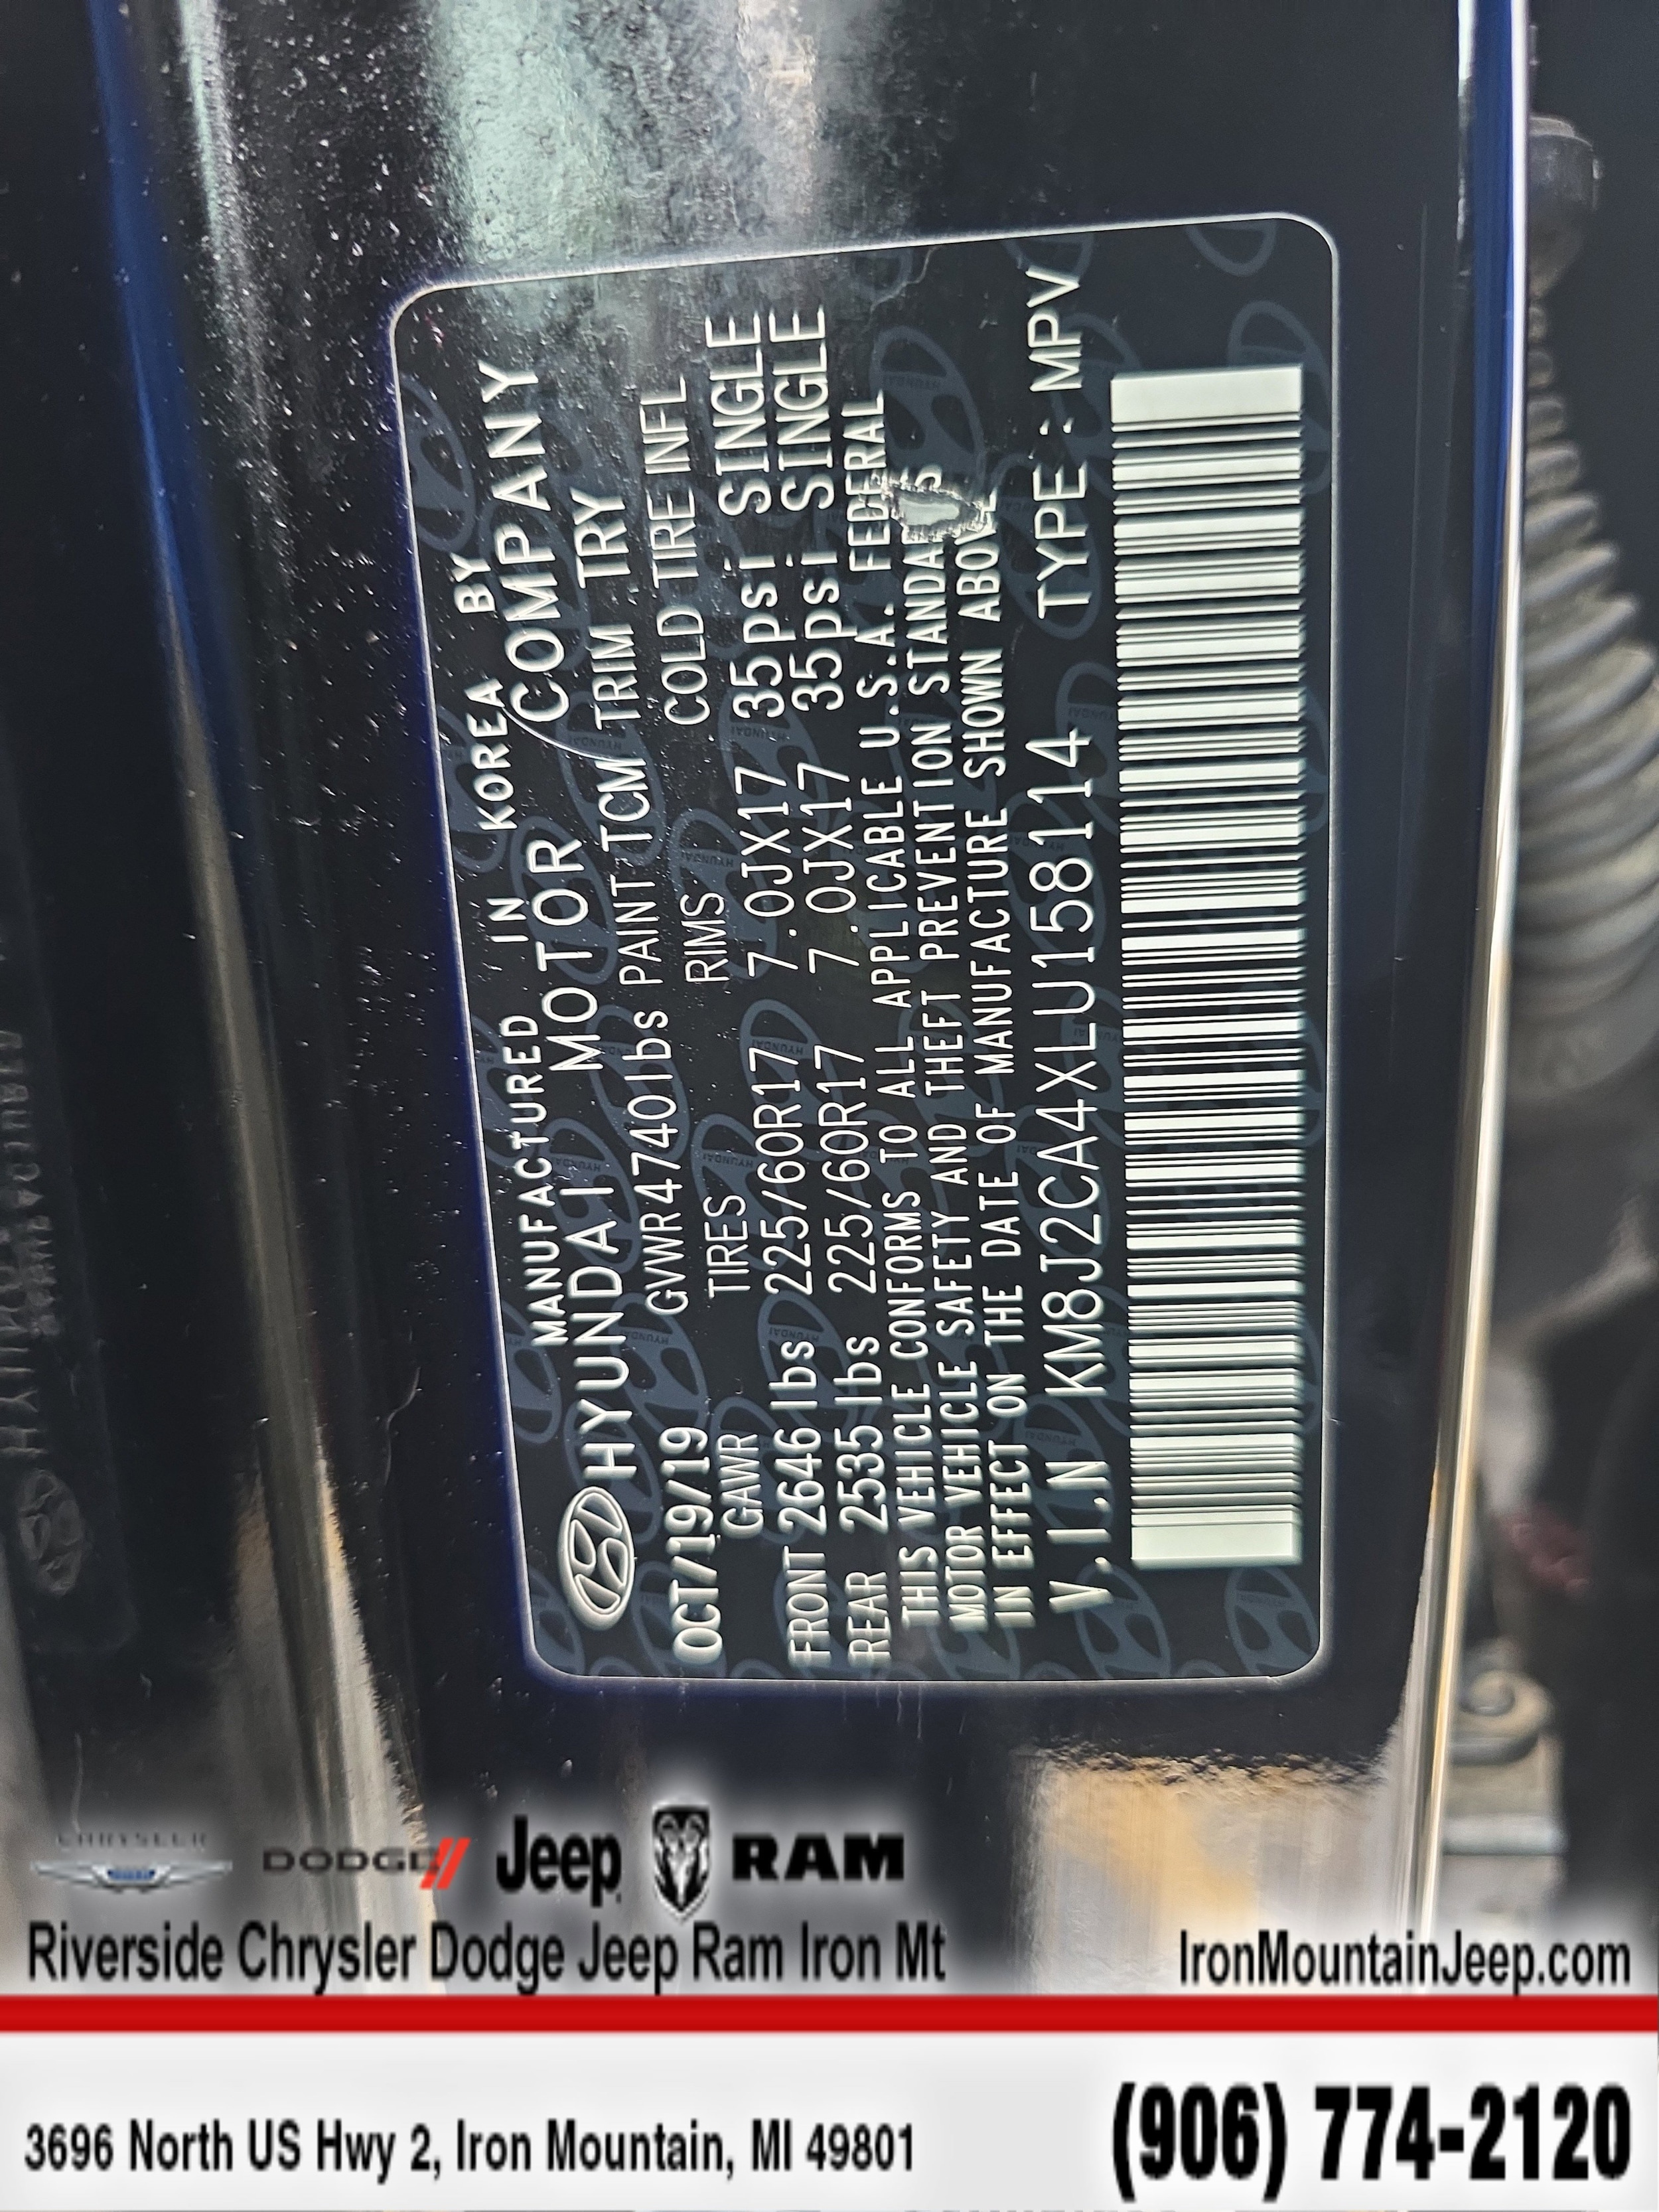 MANUFACTURED IN KOREA BY
HYUNDAI MOTOR COMPANY
OCT/19/19 GVWR4740lbs PAINT TCM TRIM TRY
GAWR TIRES RIMS COLD TIRE INFL
FRONT 2646 lbs 225/60R17 7.0JX17 35psi SINGLE
REAR 2535 lbs 225/60R17 7.0JX17 35psi SINGLE
THIS VEHICLE CONFORMS TO ALL APPLICABLE U.S.A. FEDERAL
MOTOR VEHICLE SAFETY AND THEFT PREVENTION STANDA S
IN EFFECT ON THE DATE OF MANUFACTURE SHOWN ABOVE
V.I.N KM8J2CA4XLU158114 TYPE : MPV
CHRYSLER DODGE Jeep RAM
Riverside Chrysler Dodge Jeep Ram Iron Mt IronMountainJeep.com
3696 North US Hwy 2, Iron Mountain, MI 49801 (906) 774-2120